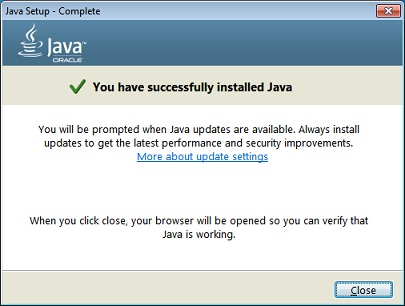 Java Setup - Complete
Java™
ORACLE
You have successfully installed Java
You will be prompted when Java updates are available. Always install
updates to get the latest performance and security improvements.
More about update settings
When you click close, your browser will be opened so you can verify that
Java is working.
Close